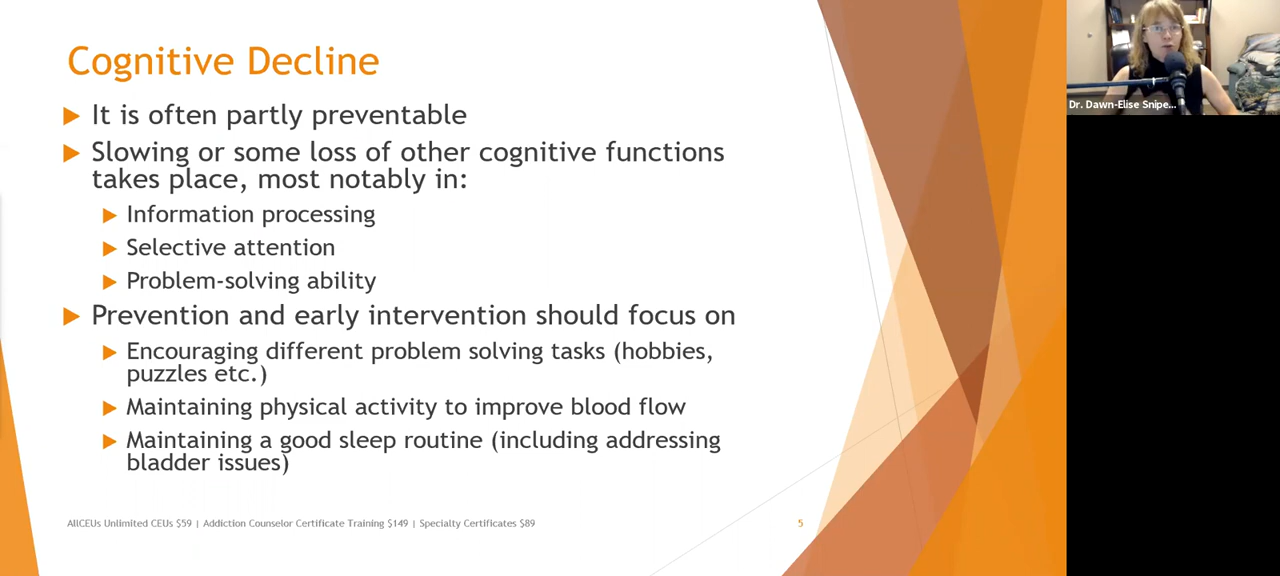 Cognitive Decline
It is often partly preventable
Slowing or some loss of other cognitive functions
takes place, most notably in:
Information processing
Selective attention
Problem-solving ability
Prevention and early intervention should focus on
Encouraging different problem solving tasks (hobbies,
puzzles etc.)
Maintaining physical activity to improve blood flow
Maintaining a good sleep routine (including addressing
bladder issues)
AllCEUs Unlimited CEUs $59 | Addiction Counselor Certificate Training $149 | Specialty Certificates $89
5
Dr. Dawn-Elise Snipe...